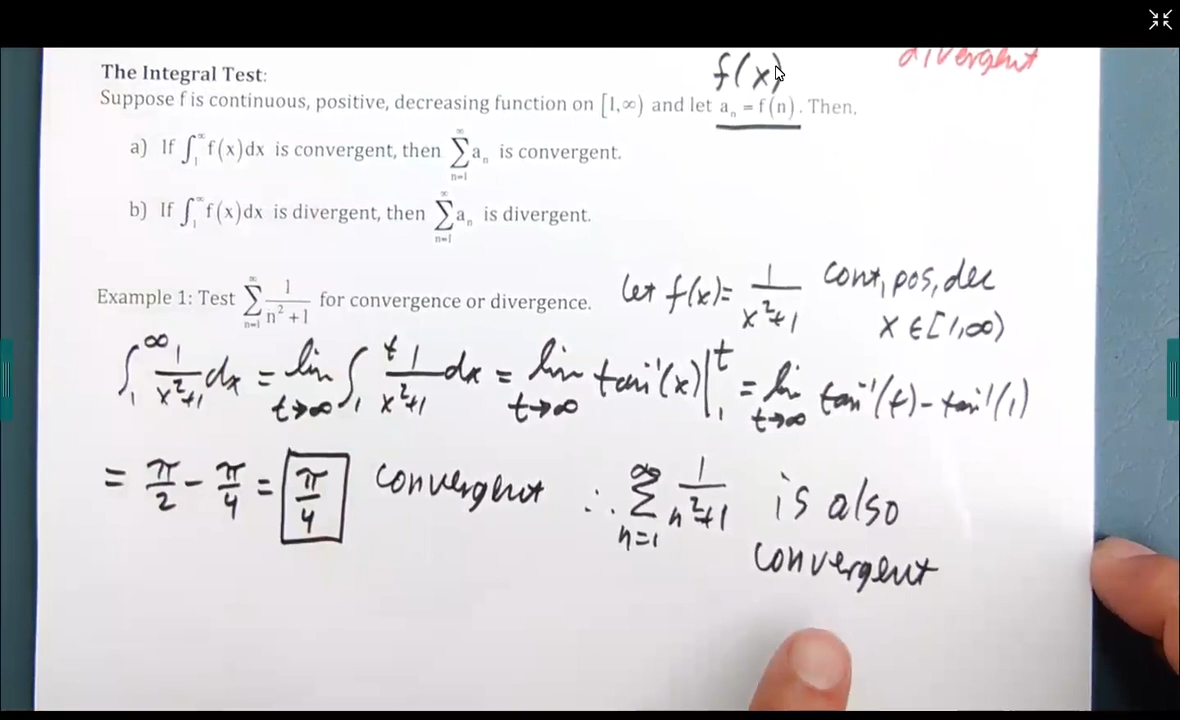 divergent
f(x)
The Integral Test:
Suppose f is continuous, positive, decreasing function on [1,∞) and let aₙ = f(n). Then,
a) If ∫₁^∞ f(x)dx is convergent, then ∑_{n=1}^∞ aₙ is convergent.
b) If ∫₁^∞ f(x)dx is divergent, then ∑_{n=1}^∞ aₙ is divergent.
Example 1: Test ∑_{n=1}^∞ 1/(n²+1) for convergence or divergence. let f(x)= 1/(x²+1) cont, pos, dec
x ∈ [1,∞)
∫₁^∞ 1/(x²+1) dx = lim_{t→∞} ∫₁^t 1/(x²+1) dx = lim_{t→∞} tan⁻¹(x)|₁^t = lim_{t→∞} tan⁻¹(t) - tan⁻¹(1)
= π/2 - π/4 = π/4 convergent ∴ ∑_{n=1}^∞ 1/(n²+1) is also
convergent